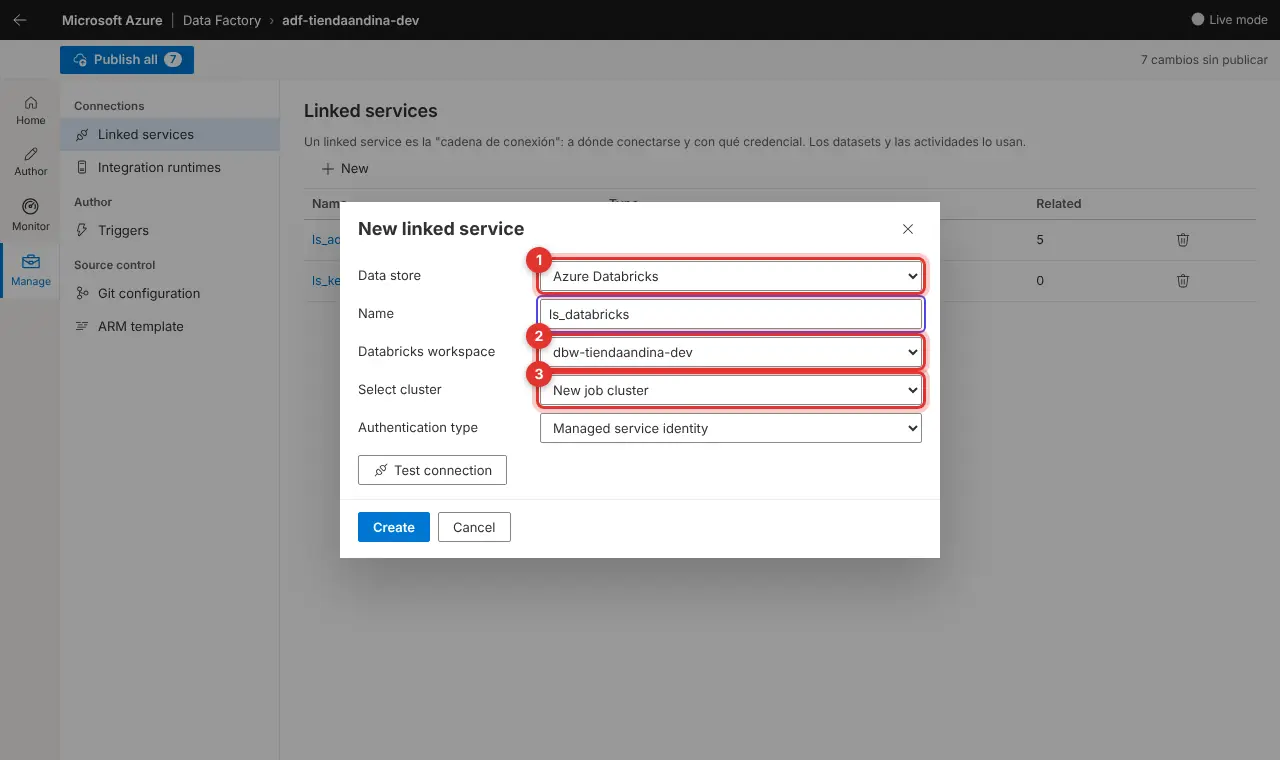 Microsoft Azure | Data Factory › adf-tiendaandina-dev
Live mode
Publish all 7
7 cambios sin publicar
Home
Author
Monitor
Manage
Connections
Linked services
Integration runtimes
Author
Triggers
Source control
Git configuration
ARM template
Linked services
Un linked service es la "cadena de conexión": a dónde conectarse y con qué credencial. Los datasets y las actividades lo usan.
New
Name Type Related
ls_ad 5
ls_ke 0
New linked service
Data store 1 Azure Databricks
Name ls_databricks
Databricks workspace 2 dbw-tiendaandina-dev
Select cluster 3 New job cluster
Authentication type Managed service identity
Test connection
Create Cancel